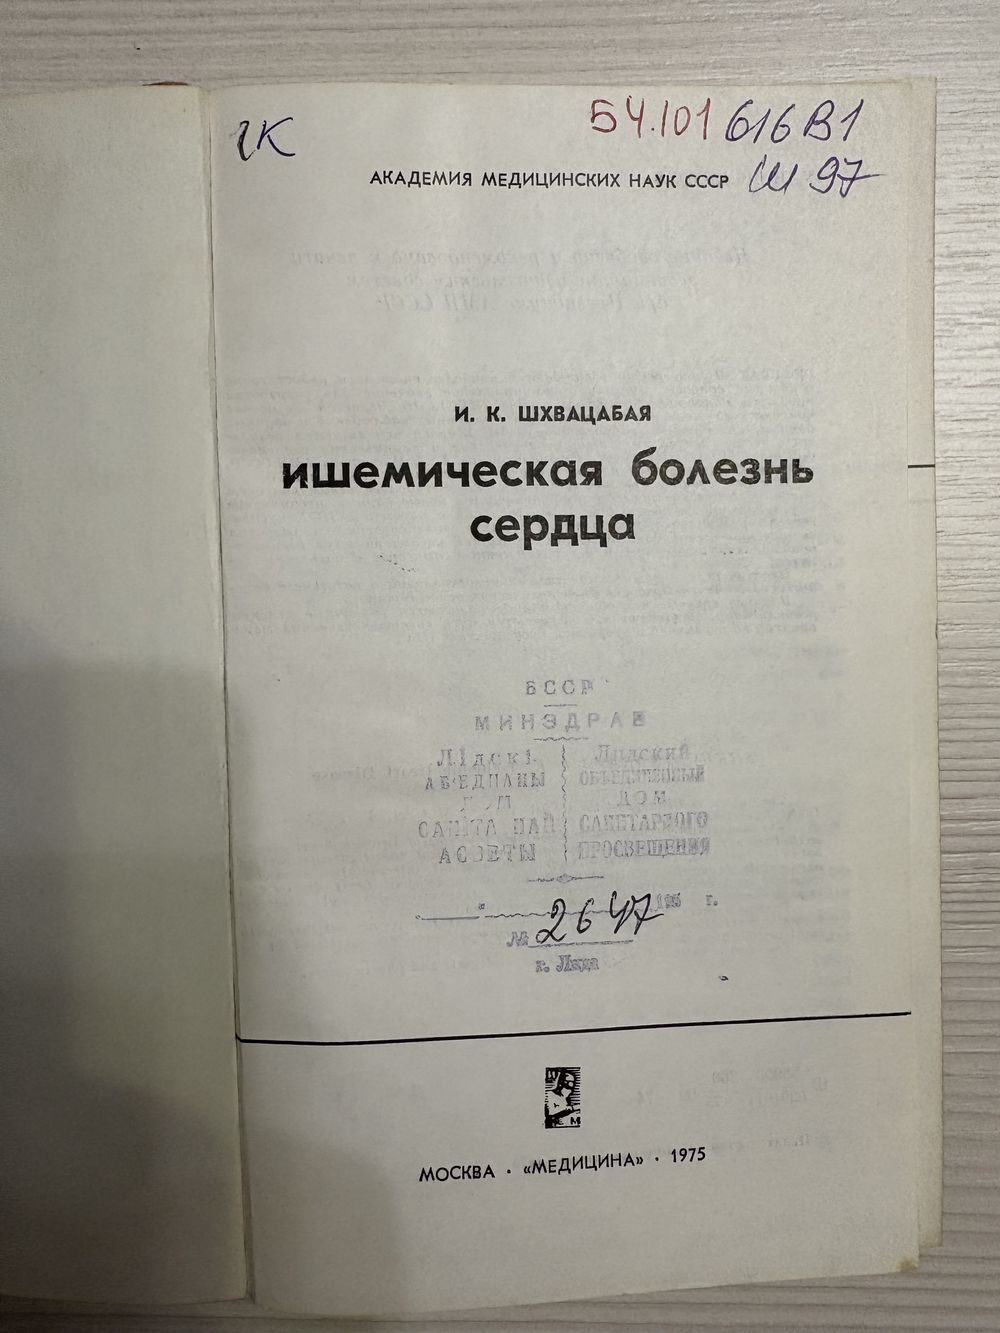 1К 54.101 616 В1
Ш 97
АКАДЕМИЯ МЕДИЦИНСКИХ НАУК СССР
И. К. ШХВАЦАБАЯ
ишемическая болезнь
сердца
БССР
МИНЗДРАВ
Лідскі Лидский
АБ'ЕДНАНЫ ОБЪЕДИНЕННЫЙ
ДОМ ДОМ
САНІТАРНАЙ САНИТАРНОГО
АСВЕТЫ ПРОСВЕЩЕНИЯ
г.
№ 2647
г. Лида
МОСКВА · «МЕДИЦИНА» · 1975